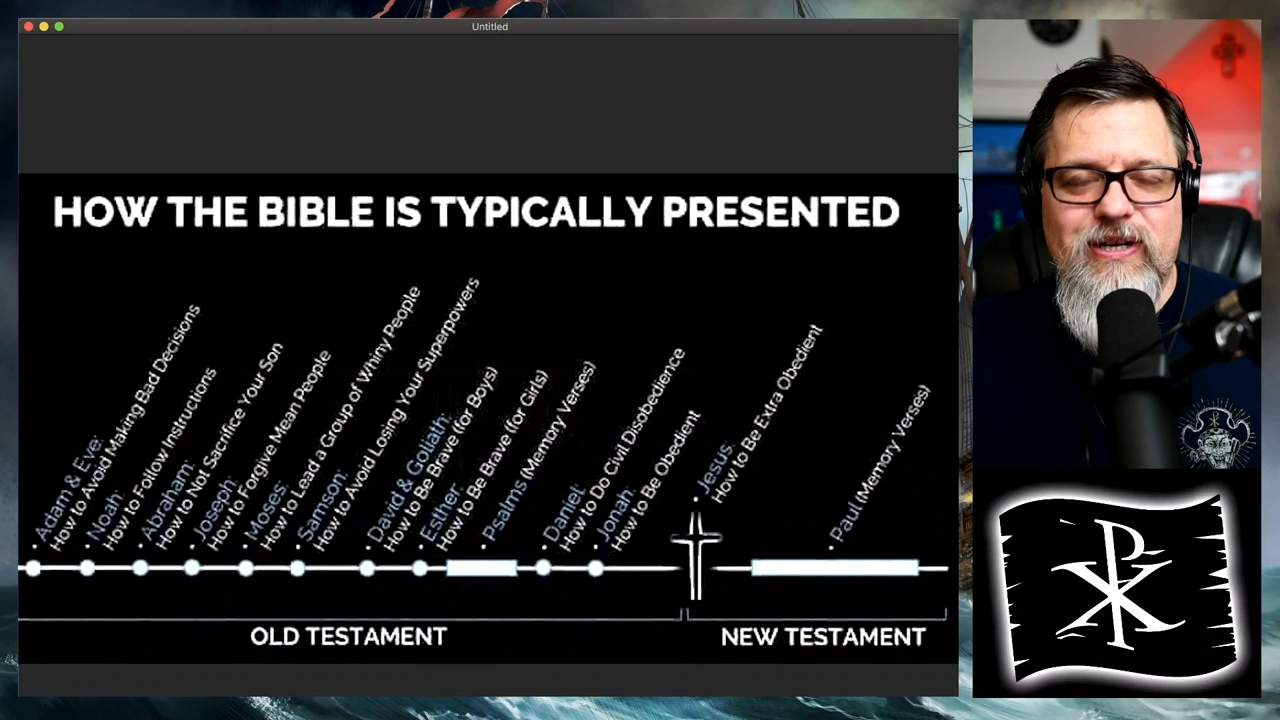 Untitled
HOW THE BIBLE IS TYPICALLY PRESENTED
Adam & Eve:
How to Avoid Making Bad Decisions
Noah:
How to Follow Instructions
Abraham:
How to Not Sacrifice Your Son
Joseph:
How to Forgive Mean People
Moses:
How to Lead a Group of Whiny People
Samson:
How to Avoid Losing Your Superpowers
David & Goliath:
How to Be Brave (for Boys)
Esther:
How to Be Brave (for Girls)
Psalms (Memory Verses)
Daniel:
How to Do Civil Disobedience
Jonah:
How to Be Obedient
Jesus:
How to Be Extra Obedient
Paul (Memory Verses)
OLD TESTAMENT
NEW TESTAMENT